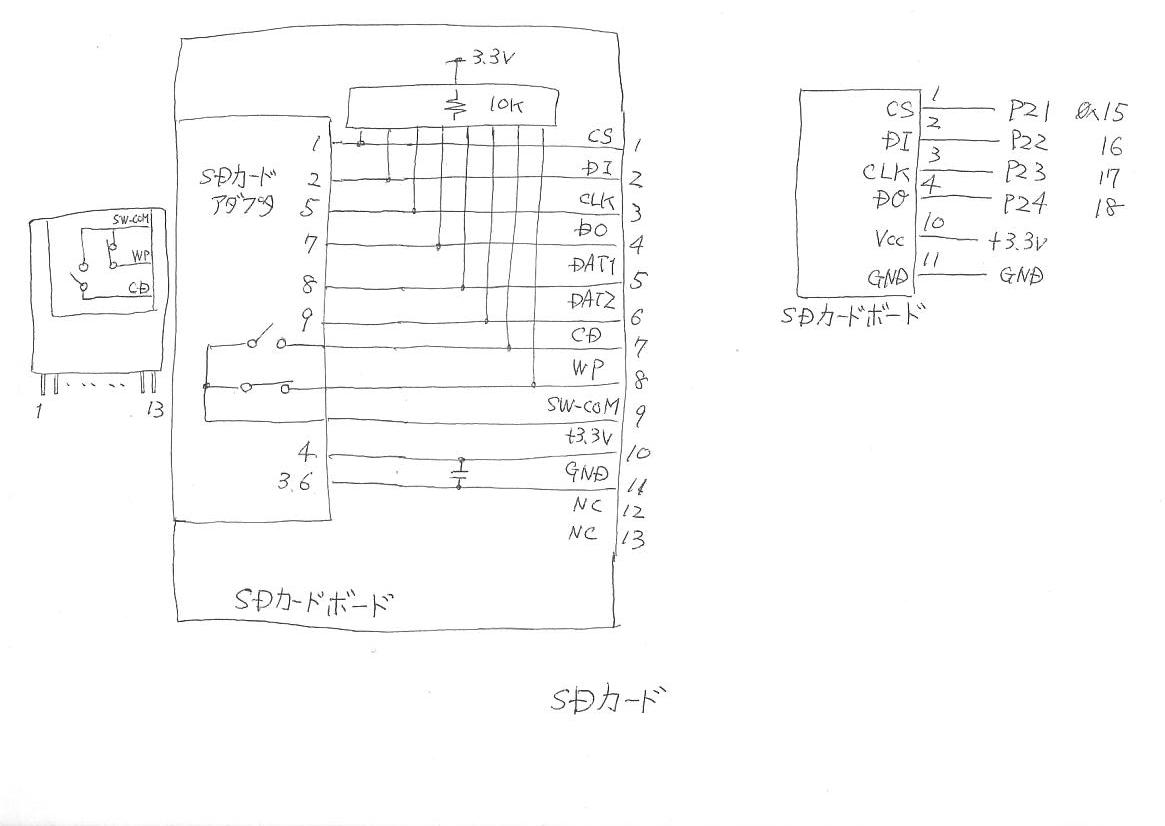 3.3V
10K
SDカード
アダプタ
1 CS 1
2 DI 2
5 CLK 3
7 DO 4
8 DAT1 5
9 DAT2 6
CD 7
WP 8
SW-COM 9
4 +3.3V 10
3.6 GND 11
NC 12
NC 13
SDカードボード
SW-COM
WP
CD
1 ・・・・・ 13
CS 1 P21 0x15
DI 2 P22 16
CLK 3 P23 17
DO 4 P24 18
Vcc 10 +3.3V
GND 11 GND
SDカードボード
SDカード